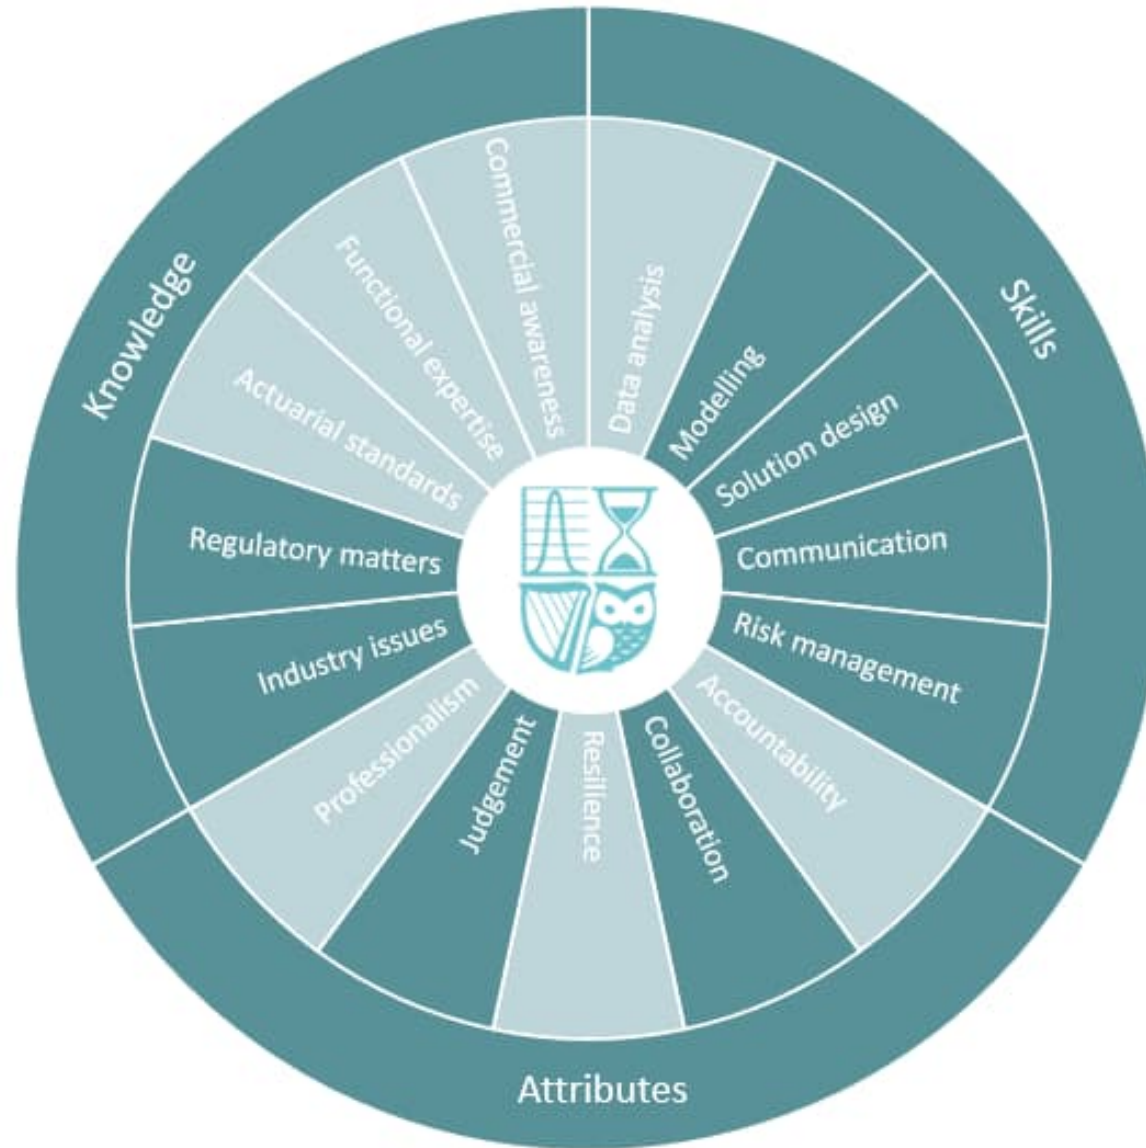 Knowledge
Skills
Attributes
Commercial awareness
Functional expertise
Actuarial standards
Regulatory matters
Industry issues
Data analysis
Modelling
Solution design
Communication
Risk management
Accountability
Collaboration
Resilience
Judgement
Professionalism